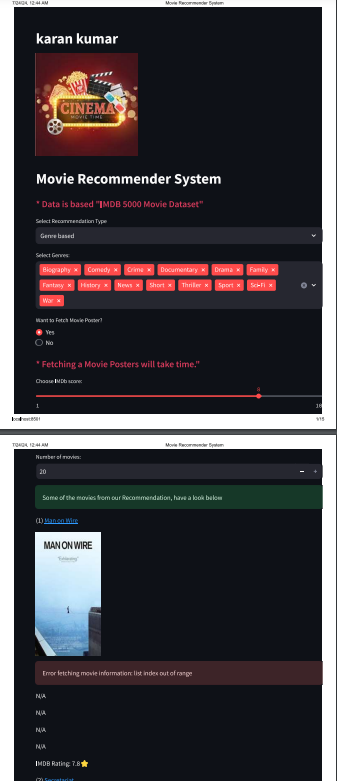 7/24/24, 12:44 AM Movie Recommender System
karan kumar
CINEMA
MOVIE TIME
Movie Recommender System
* Data is based "IMDB 5000 Movie Dataset"
Select Recommendation Type
Genre based
Select Genres:
Biography × Comedy × Crime × Documentary × Drama × Family ×
Fantasy × History × News × Short × Thriller × Sport × Sci-Fi ×
War ×
Want to Fetch Movie Poster?
Yes
No
* Fetching a Movie Posters will take time."
Choose IMDb score:
8
1 10
localhost:8501 1/15
7/24/24, 12:44 AM Movie Recommender System
Number of movies:
20 − +
Some of the movies from our Recommendation, have a look below
(1) Man on Wire
MAN ON WIRE
Error fetching movie information: list index out of range
N/A
N/A
N/A
N/A
IMDB Rating: 7.8⭐
(2) Secretariat